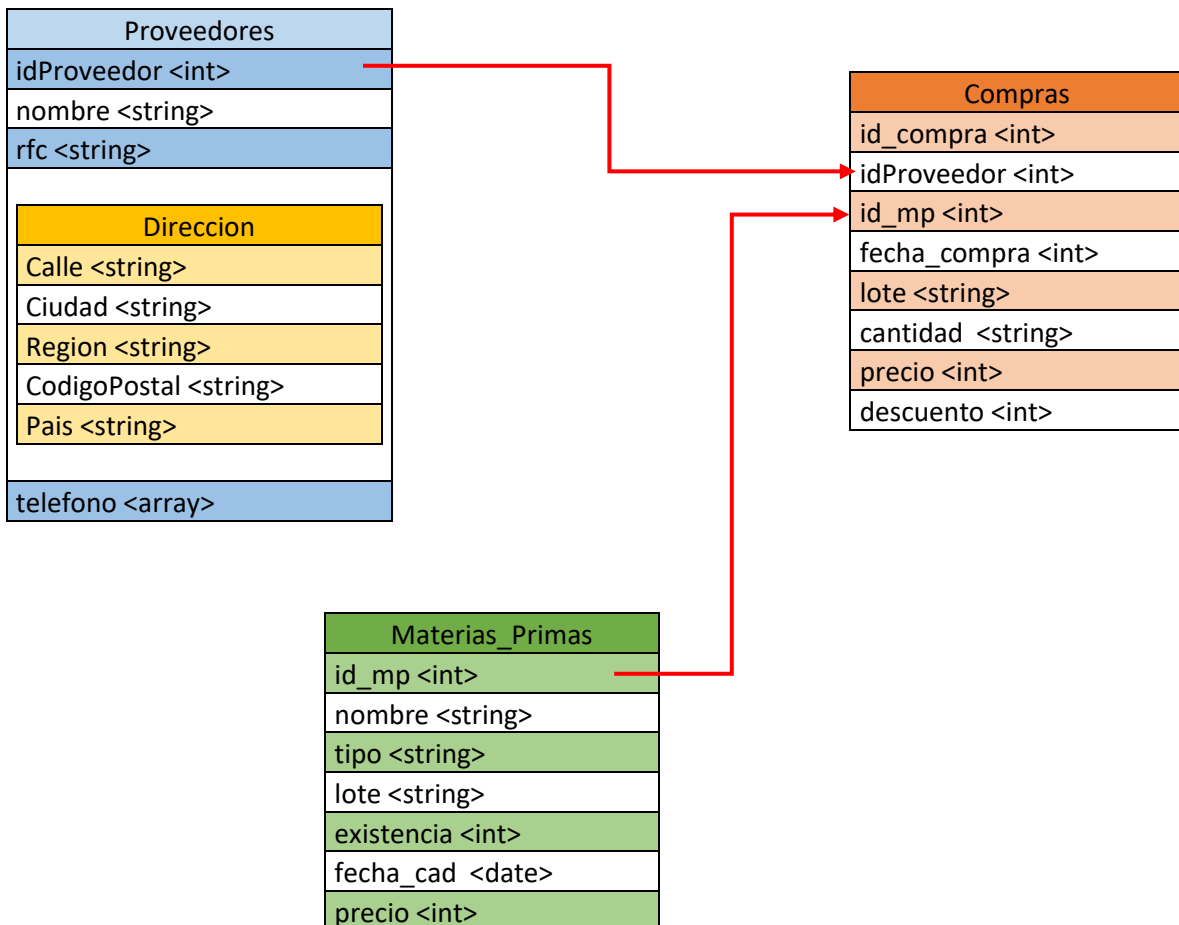 Proveedores
idProveedor <int>
nombre <string>
rfc <string>
Direccion
Calle <string>
Ciudad <string>
Region <string>
CodigoPostal <string>
Pais <string>
telefono <array>
Compras
id_compra <int>
idProveedor <int>
id_mp <int>
fecha_compra <int>
lote <string>
cantidad <string>
precio <int>
descuento <int>
Materias_Primas
id_mp <int>
nombre <string>
tipo <string>
lote <string>
existencia <int>
fecha_cad <date>
precio <int>